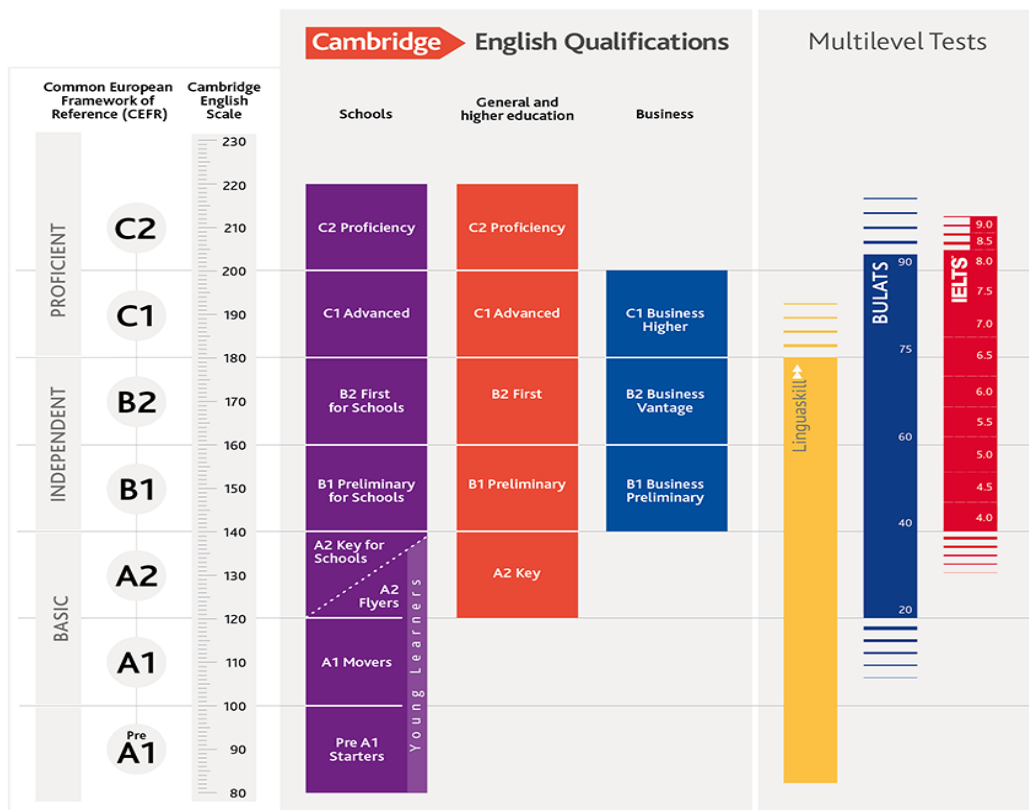 Cambridge English Qualifications
Multilevel Tests
Common European
Framework of
Reference (CEFR)
Cambridge
English
Scale
Schools
General and
higher education
Business
PROFICIENT
INDEPENDENT
BASIC
C2
C1
B2
B1
A2
A1
Pre
A1
230
220
210
200
190
180
170
160
150
140
130
120
110
100
90
80
C2 Proficiency
C1 Advanced
B2 First
for Schools
B1 Preliminary
for Schools
A2 Key for
Schools
A2
Flyers
A1 Movers
Pre A1
Starters
Young Learners
C2 Proficiency
C1 Advanced
B2 First
B1 Preliminary
A2 Key
C1 Business
Higher
B2 Business
Vantage
B1 Business
Preliminary
Linguaskill
BULATS
90
75
60
40
20
IELTS
9.0
8.5
8.0
7.5
7.0
6.5
6.0
5.5
5.0
4.5
4.0